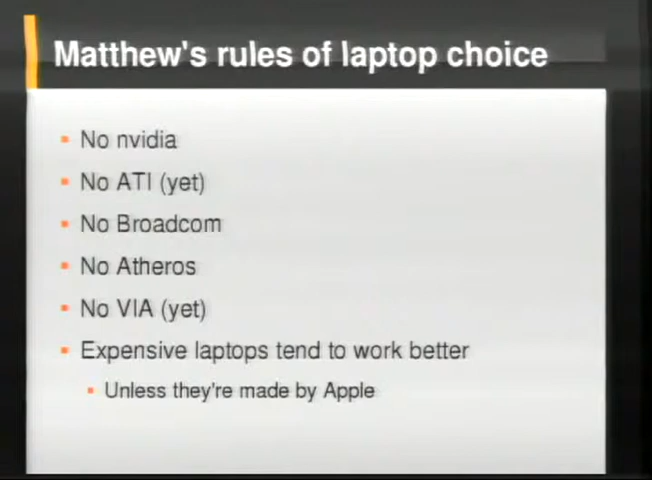 Matthew's rules of laptop choice
No nvidia
No ATI (yet)
No Broadcom
No Atheros
No VIA (yet)
Expensive laptops tend to work better
Unless they're made by Apple